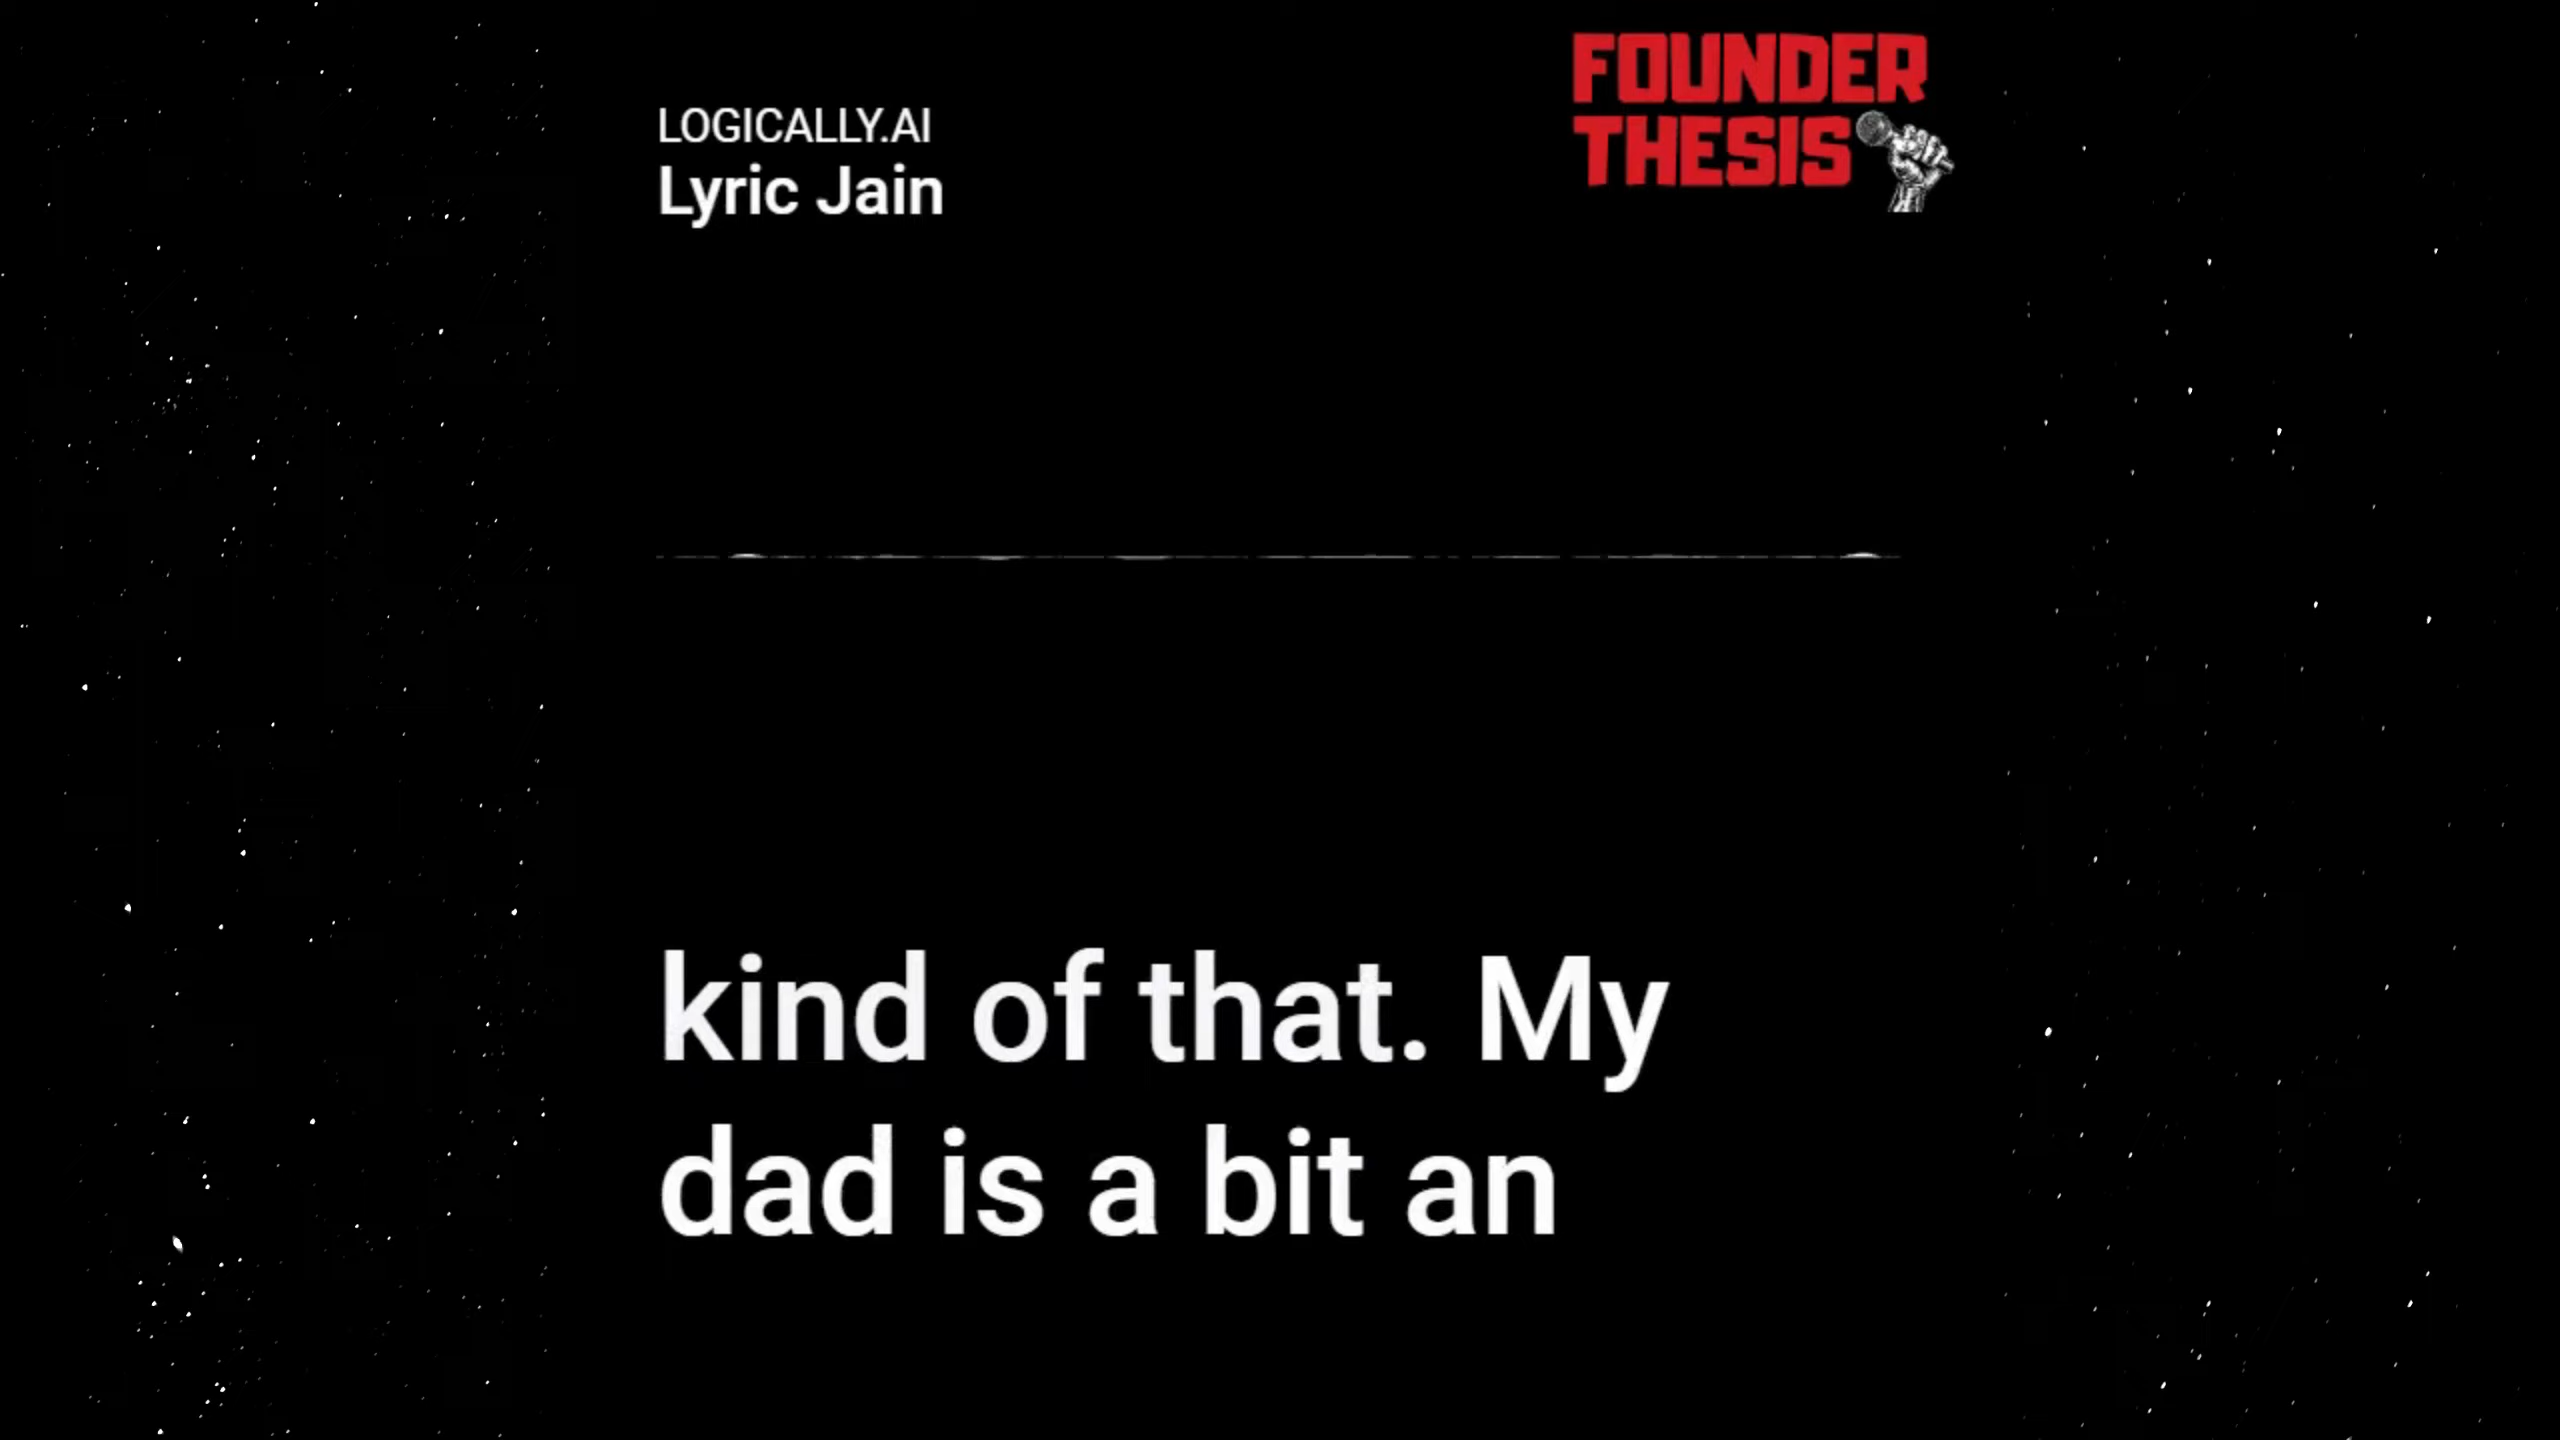 LOGICALLY.AI
Lyric Jain
FOUNDER
THESIS
kind of that. My
dad is a bit an